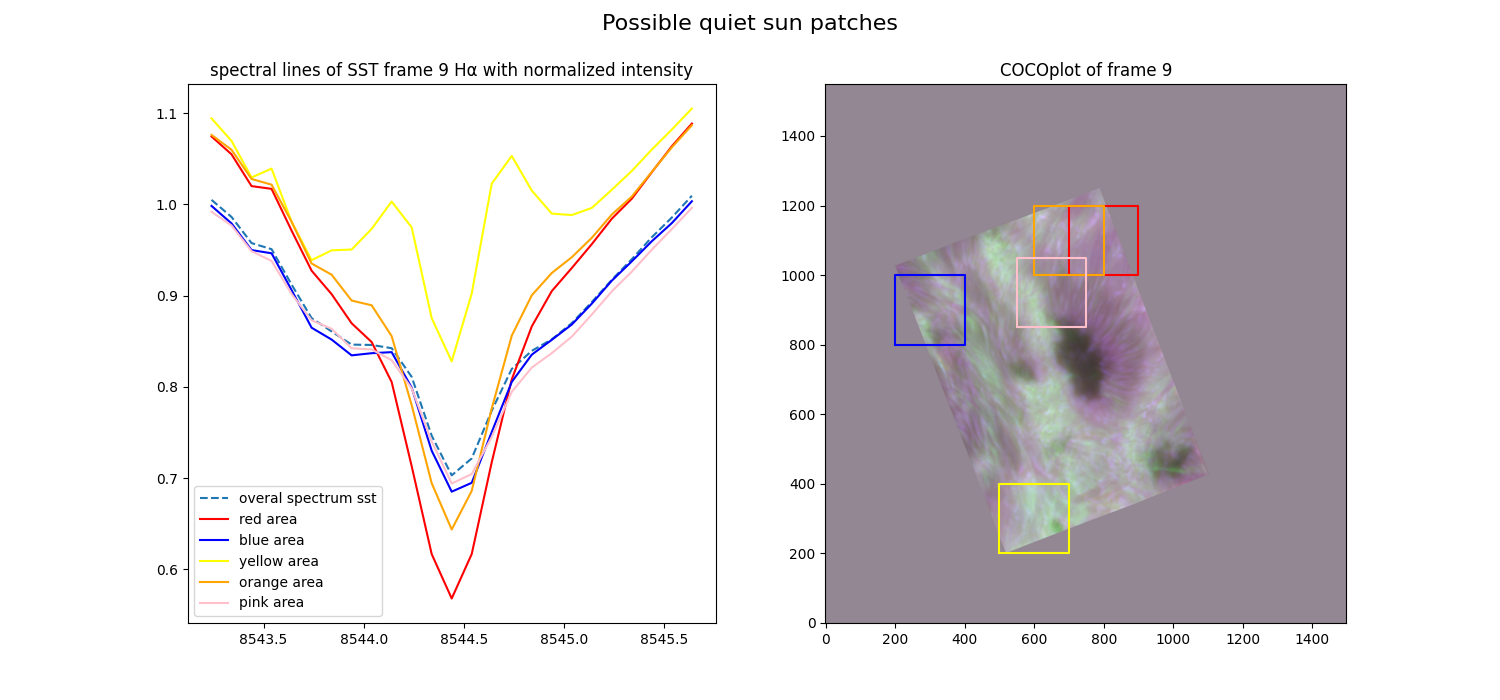 Possible quiet sun patches
spectral lines of SST frame 9 Hα with normalized intensity
1.1
1.0
0.9
0.8
0.7
0.6
overal spectrum sst
red area
blue area
yellow area
orange area
pink area
8543.5 8544.0 8544.5 8545.0 8545.5
COCOplot of frame 9
1400
1200
1000
800
600
400
200
0
0 200 400 600 800 1000 1200 1400